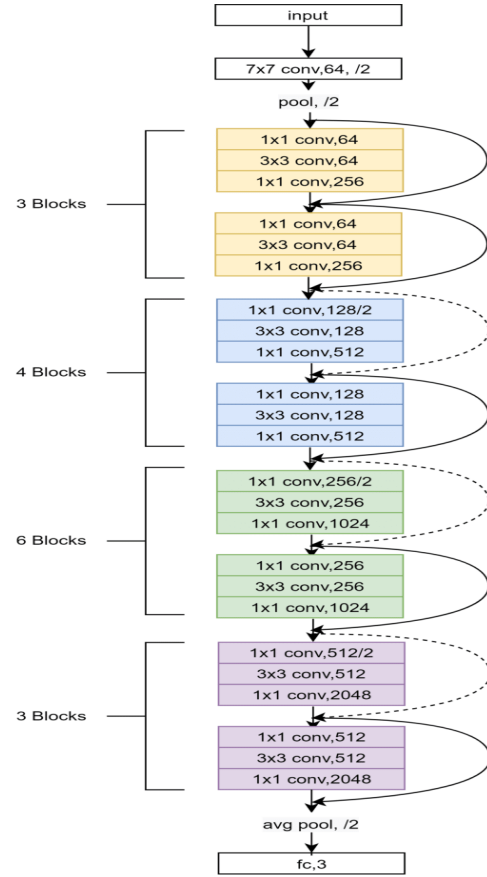 input
7x7 conv,64, /2
pool, /2
3 Blocks
1x1 conv,64
3x3 conv,64
1x1 conv,256
1x1 conv,64
3x3 conv,64
1x1 conv,256
4 Blocks
1x1 conv,128/2
3x3 conv,128
1x1 conv,512
1x1 conv,128
3x3 conv,128
1x1 conv,512
6 Blocks
1x1 conv,256/2
3x3 conv,256
1x1 conv,1024
1x1 conv,256
3x3 conv,256
1x1 conv,1024
3 Blocks
1x1 conv,512/2
3x3 conv,512
1x1 conv,2048
1x1 conv,512
3x3 conv,512
1x1 conv,2048
avg pool, /2
fc,3